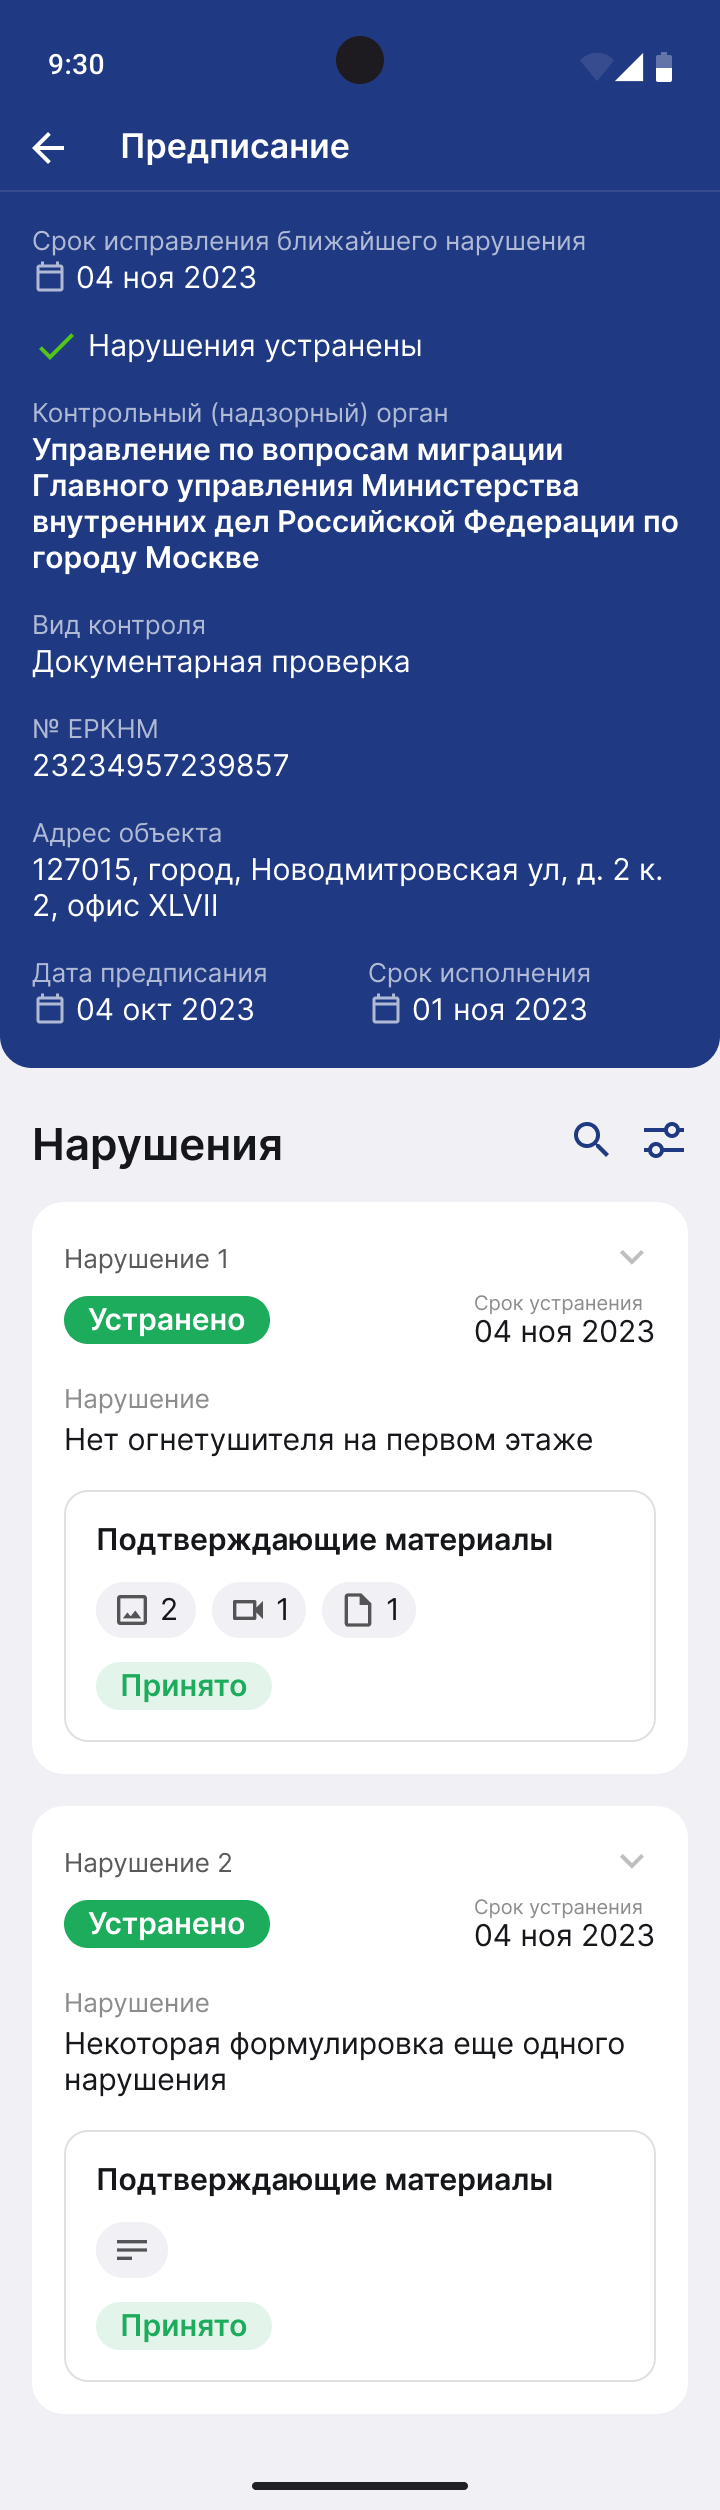 9:30
Предписание
Срок исправления ближайшего нарушения
04 ноя 2023
Нарушения устранены
Контрольный (надзорный) орган
Управление по вопросам миграции
Главного управления Министерства
внутренних дел Российской Федерации по
городу Москве
Вид контроля
Документарная проверка
№ ЕРКНМ
23234957239857
Адрес объекта
127015, город, Новодмитровская ул, д. 2 к.
2, офис XLVII
Дата предписания
04 окт 2023
Срок исполнения
01 ноя 2023
Нарушения
Нарушение 1
Устранено
Срок устранения
04 ноя 2023
Нарушение
Нет огнетушителя на первом этаже
Подтверждающие материалы
2 1 1
Принято
Нарушение 2
Устранено
Срок устранения
04 ноя 2023
Нарушение
Некоторая формулировка еще одного
нарушения
Подтверждающие материалы
Принято